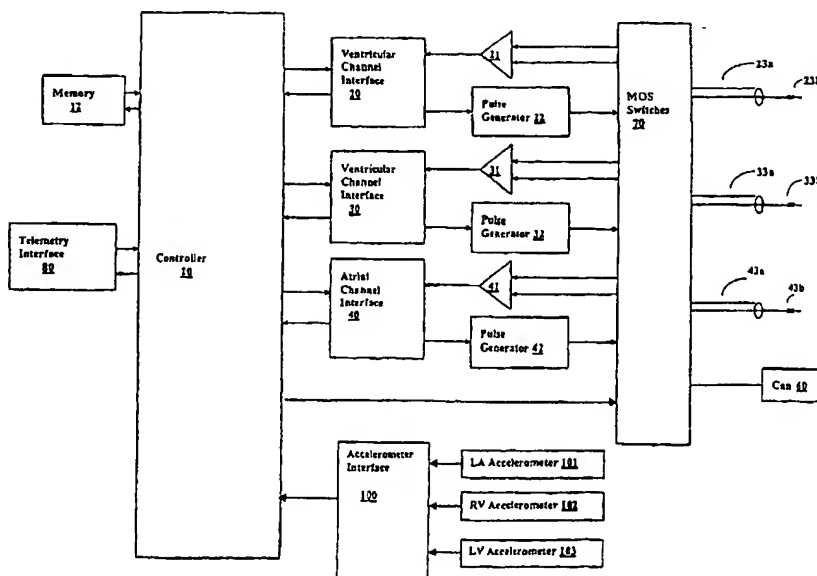 Memory
12
Telemetry
Interface
80
Controller
10
Ventricular
Channel
Interface
20
21
Pulse
Generator 22
Ventricular
Channel
Interface
30
31
Pulse
Generator 32
Atrial
Channel
Interface
40
41
Pulse
Generator 42
MOS
Switches
70
23a
33a
43a
43b
Can 60
Accelerometer
Interface
100
LA Accelerometer 101
RV Accelerometer 102
LV Accelerometer 103